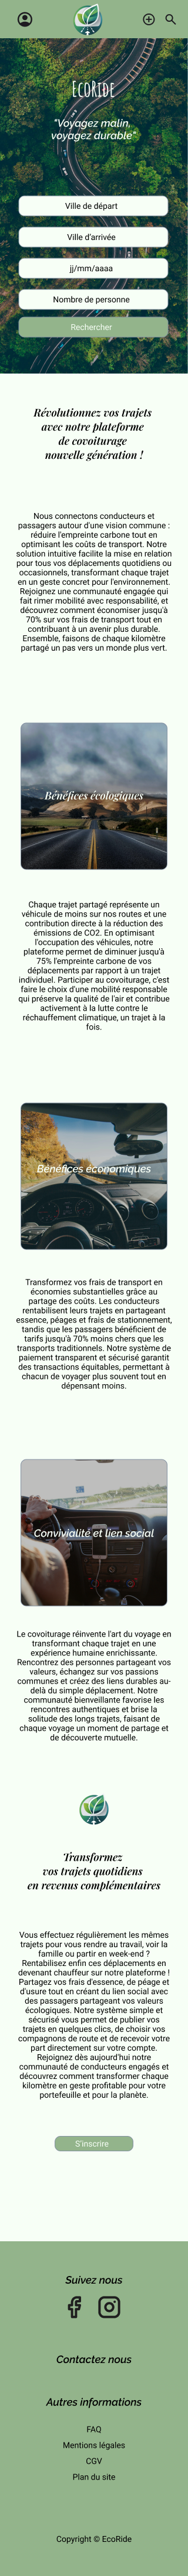 EcoRide
"Voyagez malin,
voyagez durable"
Ville de départ
Ville d'arrivée
jj/mm/aaaa
Nombre de personne
Rechercher
Révolutionnez vos trajets
avec notre plateforme
de covoiturage
nouvelle génération !
Nous connectons conducteurs et
passagers autour d'une vision commune :
réduire l'empreinte carbone tout en
optimisant les coûts de transport. Notre
solution intuitive facilite la mise en relation
pour tous vos déplacements quotidiens ou
occasionnels, transformant chaque trajet
en un geste concret pour l'environnement.
Rejoignez une communauté engagée qui
fait rimer mobilité avec responsabilité, et
découvrez comment économiser jusqu'à
70% sur vos frais de transport tout en
contribuant à un avenir plus durable.
Ensemble, faisons de chaque kilomètre
partagé un pas vers un monde plus vert.
Bénéfices écologiques
Chaque trajet partagé représente un
véhicule de moins sur nos routes et une
contribution directe à la réduction des
émissions de CO2. En optimisant
l'occupation des véhicules, notre
plateforme permet de diminuer jusqu'à
75% l'empreinte carbone de vos
déplacements par rapport à un trajet
individuel. Participer au covoiturage, c'est
faire le choix d'une mobilité responsable
qui préserve la qualité de l'air et contribue
activement à la lutte contre le
réchauffement climatique, un trajet à la
fois.
Bénéfices économiques
Transformez vos frais de transport en
économies substantielles grâce au
partage des coûts. Les conducteurs
rentabilisent leurs trajets en partageant
essence, péages et frais de stationnement,
tandis que les passagers bénéficient de
tarifs jusqu'à 70% moins chers que les
transports traditionnels. Notre système de
paiement transparent et sécurisé garantit
des transactions équitables, permettant à
chacun de voyager plus souvent tout en
dépensant moins.
Convivialité et lien social
Le covoiturage réinvente l'art du voyage en
transformant chaque trajet en une
expérience humaine enrichissante.
Rencontrez des personnes partageant vos
valeurs, échangez sur vos passions
communes et créez des liens durables au-
delà du simple déplacement. Notre
communauté bienveillante favorise les
rencontres authentiques et brise la
solitude des longs trajets, faisant de
chaque voyage un moment de partage et
de découverte mutuelle.
Transformez
vos trajets quotidiens
en revenus complémentaires
Vous effectuez régulièrement les mêmes
trajets pour vous rendre au travail, voir la
famille ou partir en week-end ?
Rentabilisez enfin ces déplacements en
devenant chauffeur sur notre plateforme !
Partagez vos frais d'essence, de péage et
d'usure tout en créant du lien social avec
des passagers partageant vos valeurs
écologiques. Notre système simple et
sécurisé vous permet de publier vos
trajets en quelques clics, de choisir vos
compagnons de route et de recevoir votre
part directement sur votre compte.
Rejoignez dès aujourd'hui notre
communauté de conducteurs engagés et
découvrez comment transformer chaque
kilomètre en geste profitable pour votre
portefeuille et pour la planète.
S'inscrire
Suivez nous
Contactez nous
Autres informations
FAQ
Mentions légales
CGV
Plan du site
Copyright © EcoRide